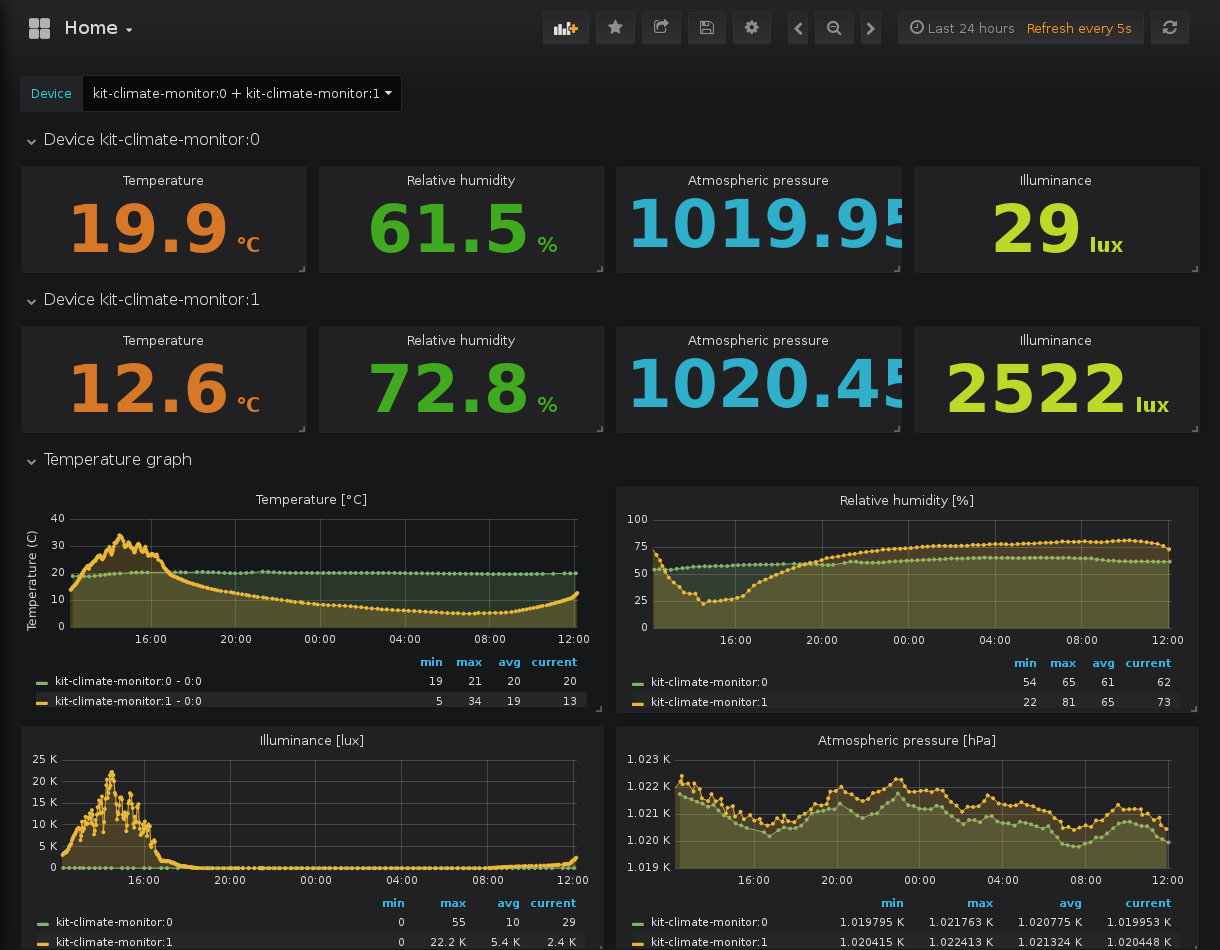 Home
Last 24 hours Refresh every 5s
Device kit-climate-monitor:0 + kit-climate-monitor:1
Device kit-climate-monitor:0
Temperature Relative humidity Atmospheric pressure Illuminance
19.9 °C 61.5 % 1019.95 29 lux
Device kit-climate-monitor:1
Temperature Relative humidity Atmospheric pressure Illuminance
12.6 °C 72.8 % 1020.45 2522 lux
Temperature graph
Temperature [°C]
Temperature (C)
40
30
20
10
0
16:00 20:00 00:00 04:00 08:00 12:00
min max avg current
kit-climate-monitor:0 - 0:0 19 21 20 20
kit-climate-monitor:1 - 0:0 5 34 19 13
Relative humidity [%]
100
75
50
25
0
16:00 20:00 00:00 04:00 08:00 12:00
min max avg current
kit-climate-monitor:0 54 65 61 62
kit-climate-monitor:1 22 81 65 73
Illuminance [lux]
25 K
20 K
15 K
10 K
5 K
0
16:00 20:00 00:00 04:00 08:00 12:00
min max avg current
kit-climate-monitor:0 0 55 10 29
kit-climate-monitor:1 0 22.2 K 5.4 K 2.4 K
Atmospheric pressure [hPa]
1.023 K
1.022 K
1.021 K
1.020 K
1.019 K
16:00 20:00 00:00 04:00 08:00 12:00
min max avg current
kit-climate-monitor:0 1.019795 K 1.021763 K 1.020775 K 1.019953 K
kit-climate-monitor:1 1.020415 K 1.022413 K 1.021324 K 1.020448 K